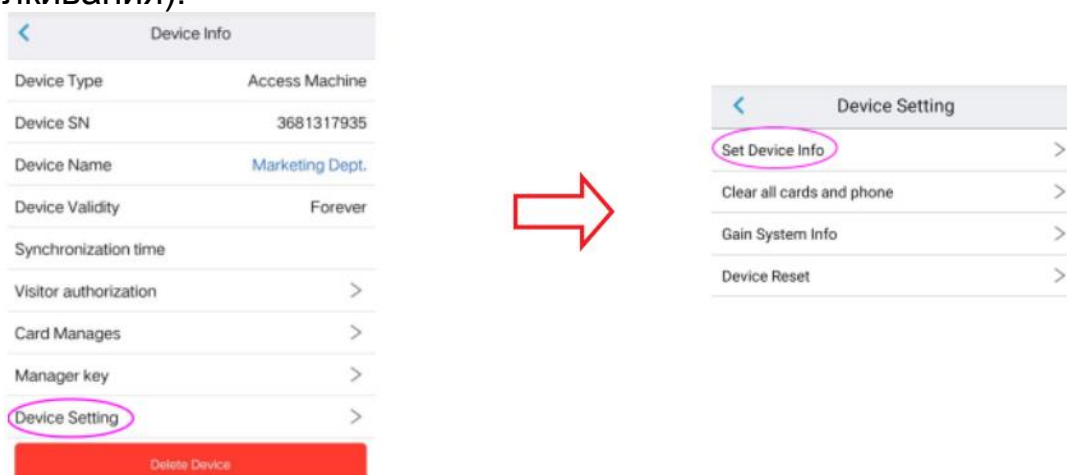 Device Info
Device Type Access Machine
Device SN 3681317935
Device Name Marketing Dept.
Device Validity Forever
Synchronization time
Visitor authorization >
Card Manages >
Manager key >
Device Setting >
Delete Device
Device Setting
Set Device Info >
Clear all cards and phone >
Gain System Info >
Device Reset >